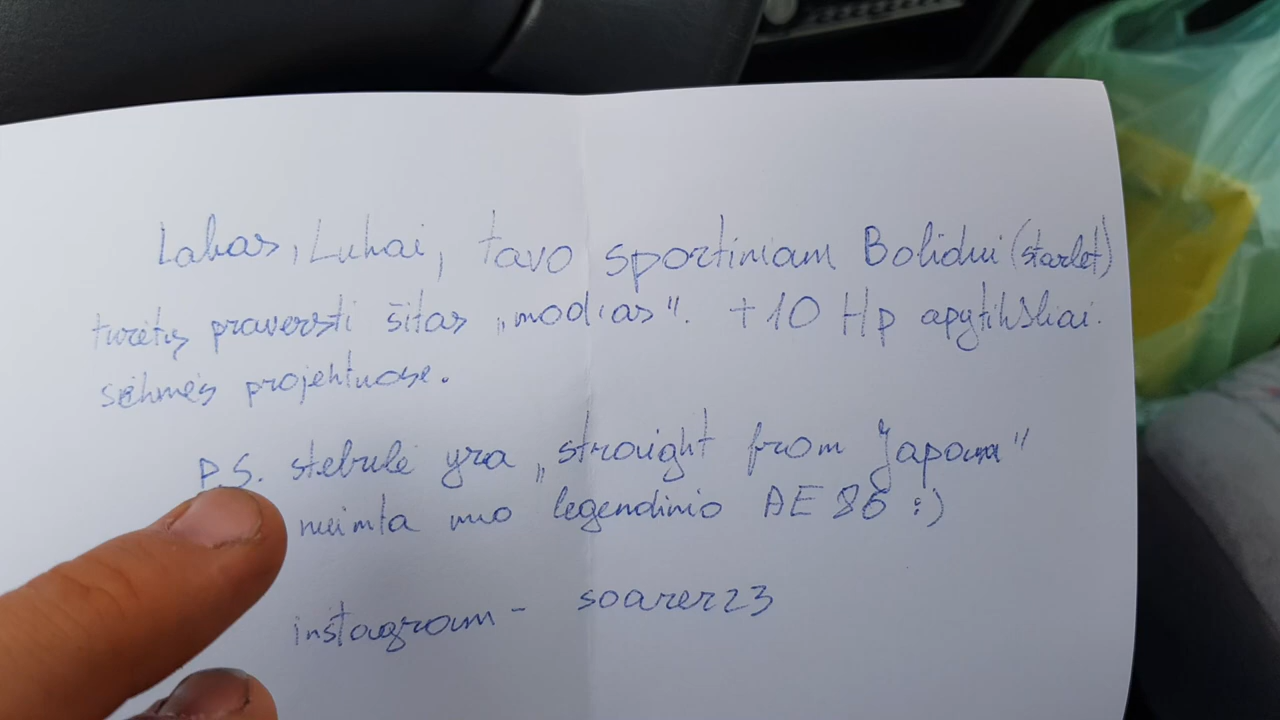 Labas, Lukai, tavo sportiniam Bolidui (starlet)
turėtų praversti šitas „modias". +10 Hp apytiksliai.
sėkmės projektuose.
P.S. stebulė yra „straight from Japan"
nuimta nuo legendinio AE 86 :)
instagram - soarer23